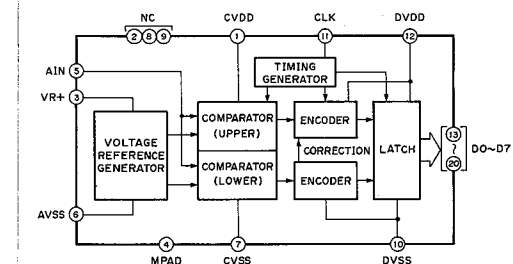 NC CVDD CLK DVDD
2 8 9 1 11 12
AIN 5
TIMING
GENERATOR
VR+ 3
VOLTAGE
REFERENCE
GENERATOR
COMPARATOR
(UPPER)
ENCODER
CORRECTION
COMPARATOR
(LOWER)
ENCODER
LATCH
13
~
20
D0~D7
AVSS 6
4 7 10
MPAD CVSS DVSS